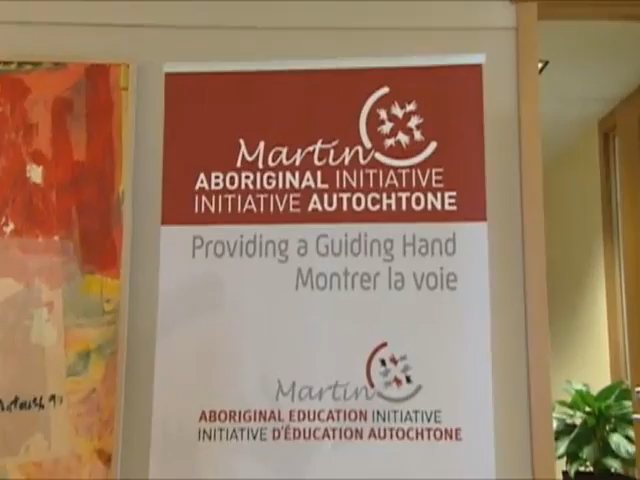 Martin
ABORIGINAL INITIATIVE
INITIATIVE AUTOCHTONE
Providing a Guiding Hand
Montrer la voie
Martin
ABORIGINAL EDUCATION INITIATIVE
INITIATIVE D'ÉDUCATION AUTOCHTONE